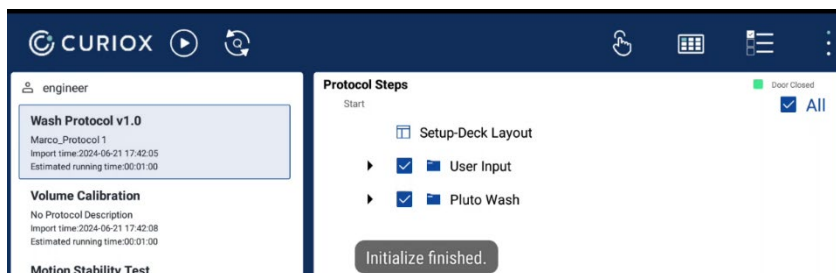 CURIOX
engineer
Wash Protocol v1.0
Marco_Protocol 1
Import time:2024-06-21 17:42:05
Estimated running time:00:01:00
Volume Calibration
No Protocol Description
Import time:2024-06-21 17:42:08
Estimated running time:00:01:00
Motion Stability Test
Protocol Steps
Door Closed
Start
All
Setup-Deck Layout
User Input
Pluto Wash
Initialize finished.